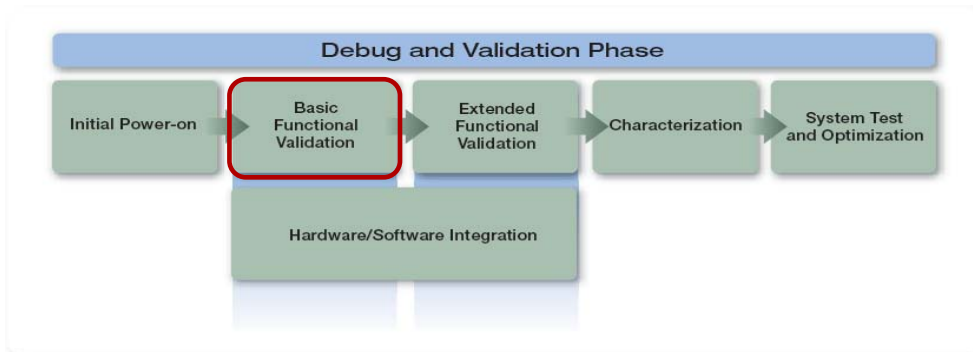 Debug and Validation Phase
Initial Power-on
Basic
Functional
Validation
Extended
Functional
Validation
Characterization
System Test
and Optimization
Hardware/Software Integration